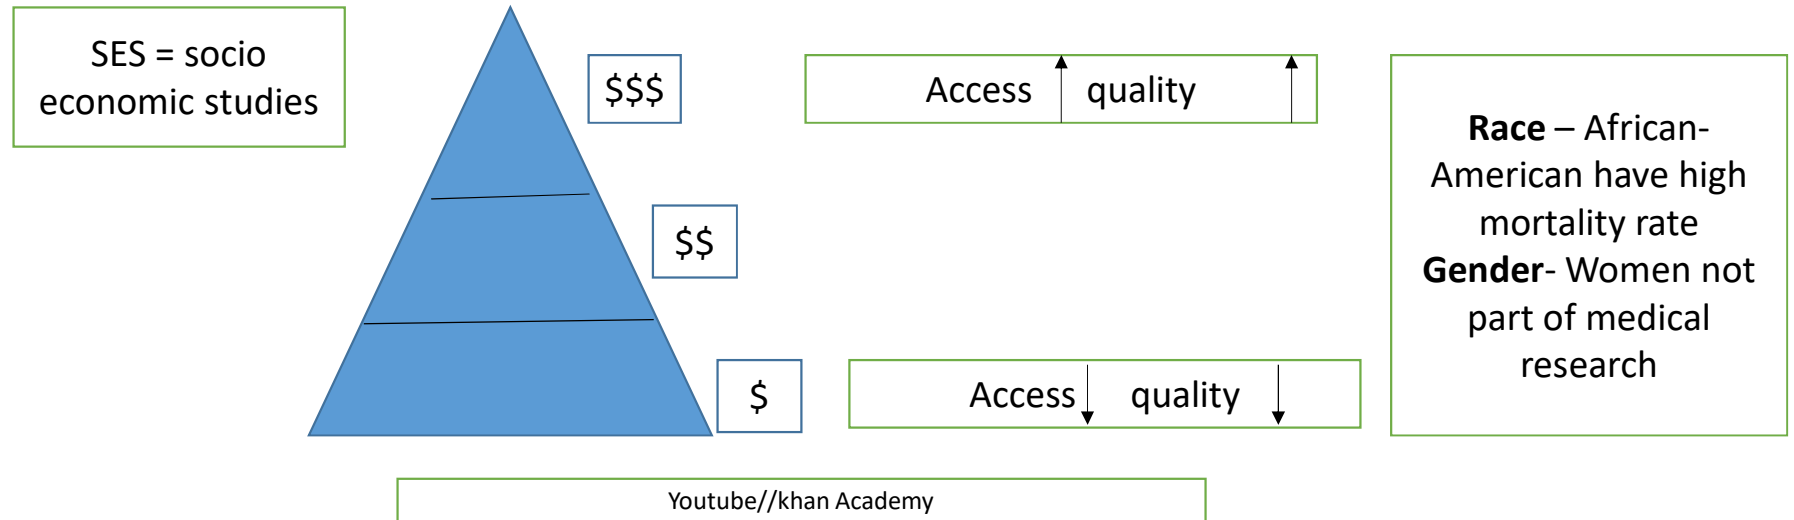 SES = socio
economic studies
$$$
Access quality
$$
$
Access quality
Race – African-
American have high
mortality rate
Gender- Women not
part of medical
research
Youtube//khan Academy